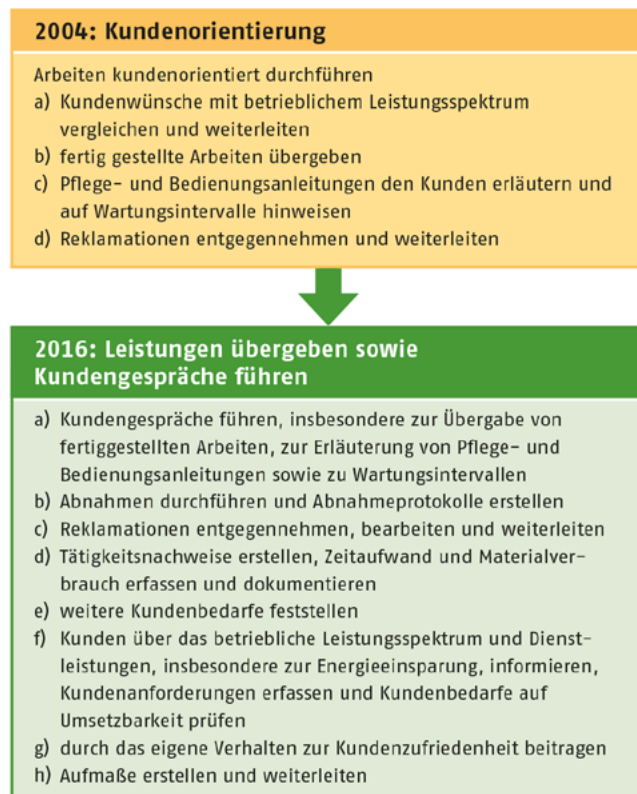 2004: Kundenorientierung
Arbeiten kundenorientiert durchführen
a) Kundenwünsche mit betrieblichem Leistungsspektrum
vergleichen und weiterleiten
b) fertig gestellte Arbeiten übergeben
c) Pflege- und Bedienungsanleitungen den Kunden erläutern und
auf Wartungsintervalle hinweisen
d) Reklamationen entgegennehmen und weiterleiten
2016: Leistungen übergeben sowie
Kundengespräche führen
a) Kundengespräche führen, insbesondere zur Übergabe von
fertiggestellten Arbeiten, zur Erläuterung von Pflege- und
Bedienungsanleitungen sowie zu Wartungsintervallen
b) Abnahmen durchführen und Abnahmeprotokolle erstellen
c) Reklamationen entgegennehmen, bearbeiten und weiterleiten
d) Tätigkeitsnachweise erstellen, Zeitaufwand und Materialver-
brauch erfassen und dokumentieren
e) weitere Kundenbedarfe feststellen
f) Kunden über das betriebliche Leistungsspektrum und Dienst-
leistungen, insbesondere zur Energieeinsparung, informieren,
Kundenanforderungen erfassen und Kundenbedarfe auf
Umsetzbarkeit prüfen
g) durch das eigene Verhalten zur Kundenzufriedenheit beitragen
h) Aufmaße erstellen und weiterleiten